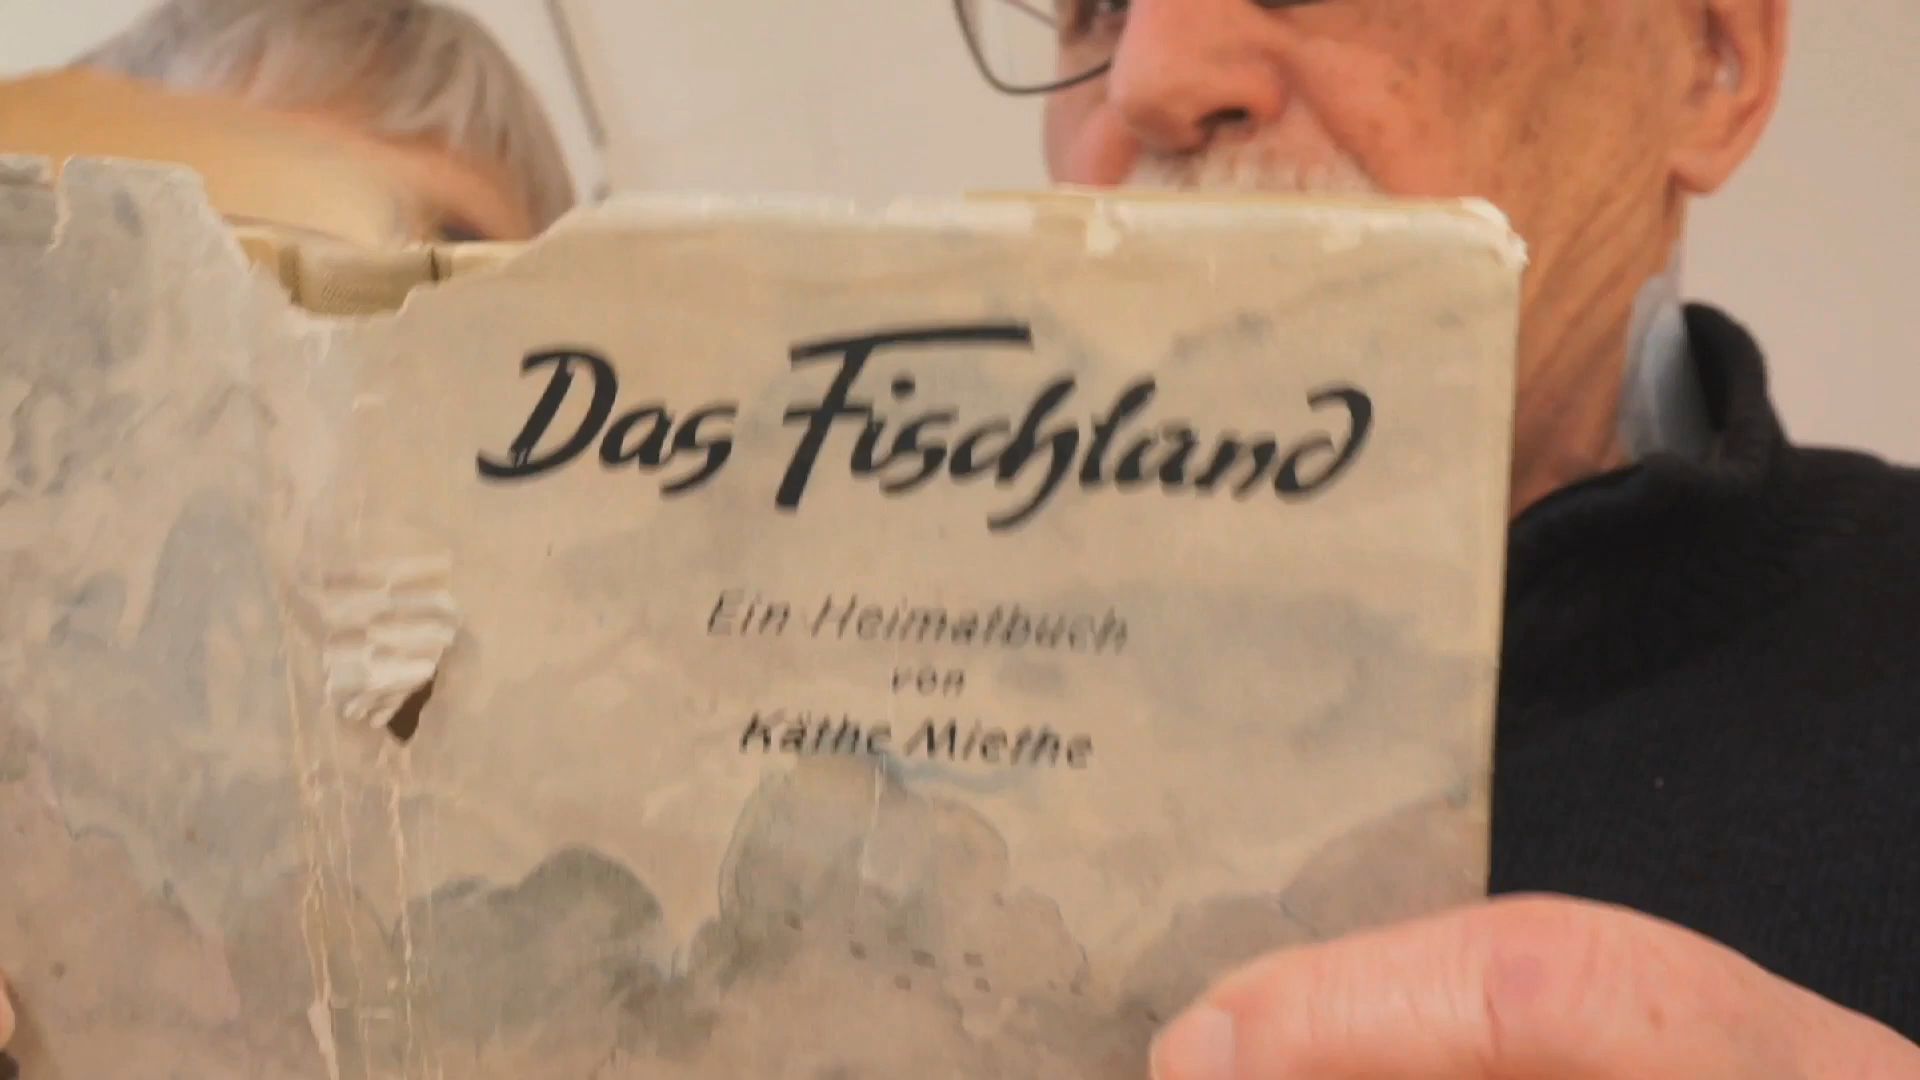 Das Fischland
Ein Heimatbuch
von
Käthe Miethe